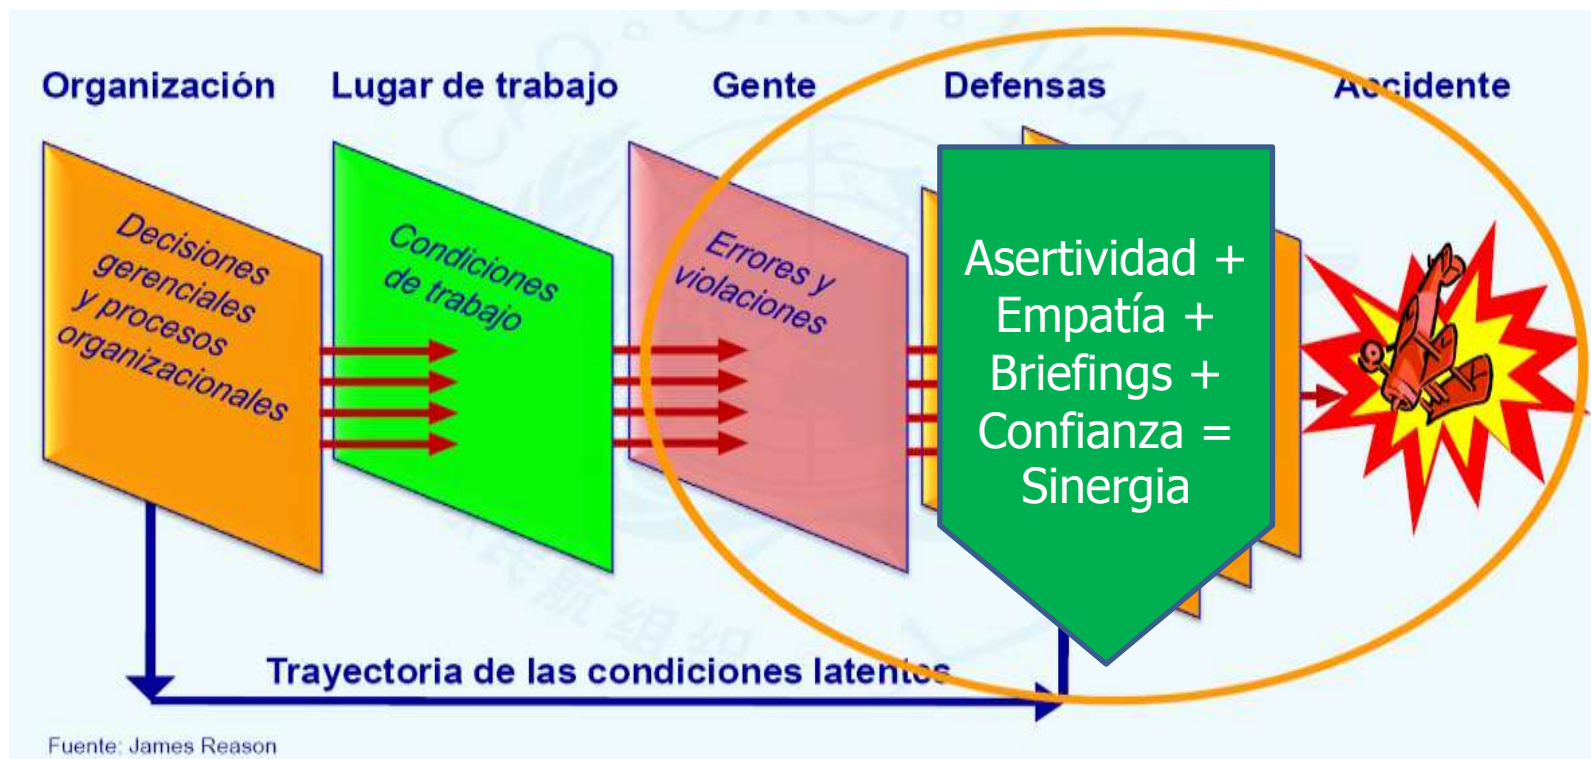 Organización
Lugar de trabajo
Gente
Defensas
Accidente
Decisiones
gerenciales
y procesos
organizacionales
Condiciones
de trabajo
Errores y
violaciones
Asertividad +
Empatía +
Briefings +
Confianza =
Sinergia
Trayectoria de las condiciones latentes
Fuente: James Reason